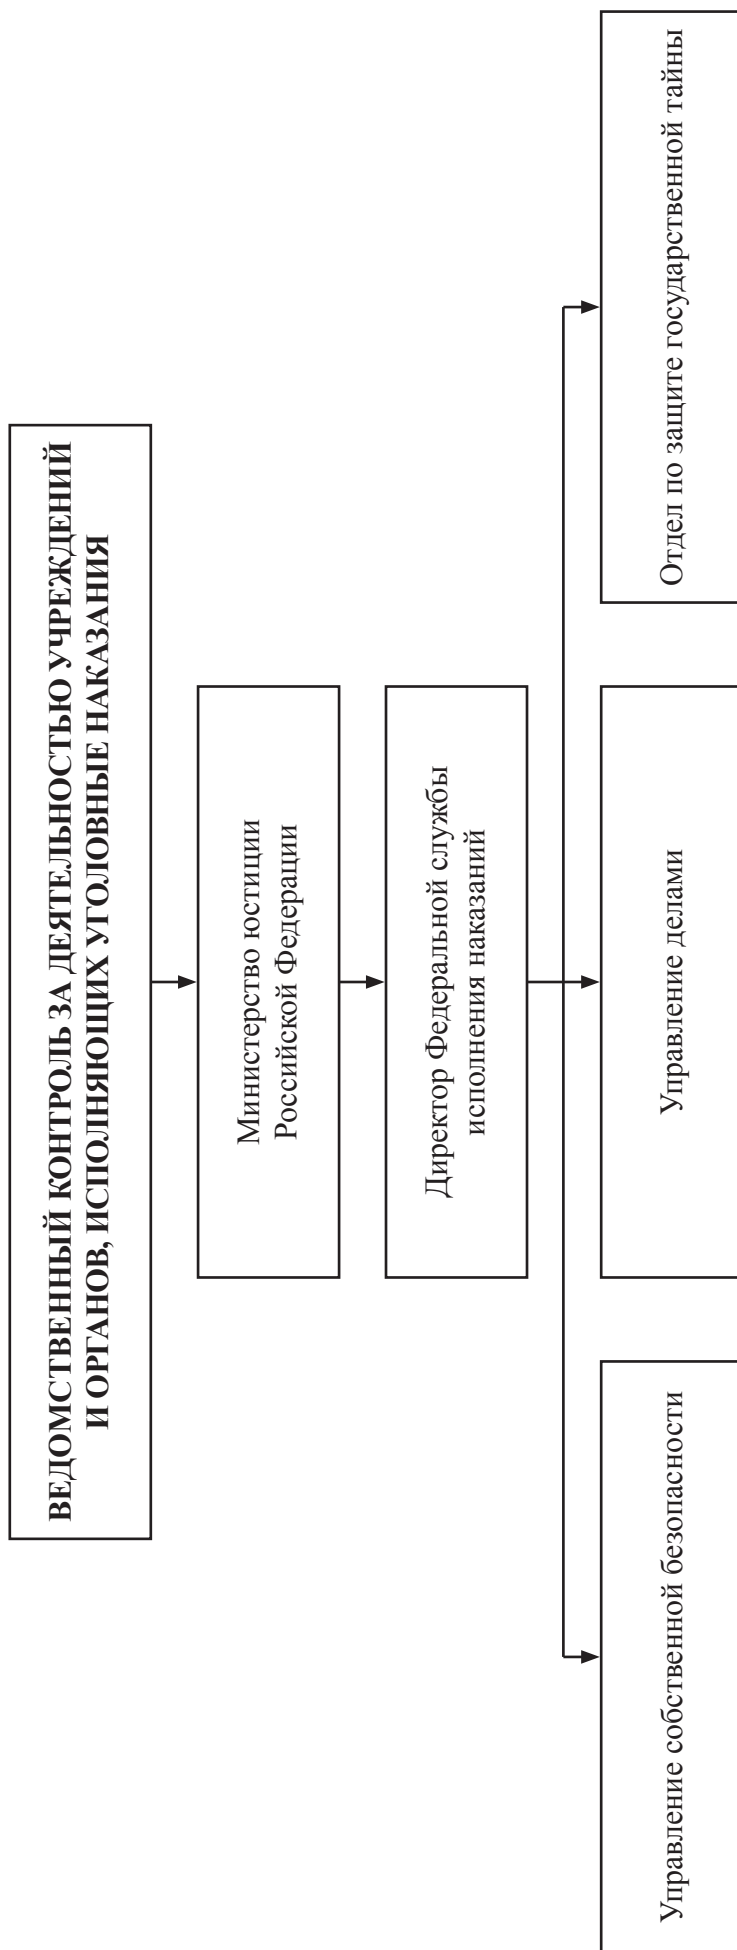 ВЕДОМСТВЕННЫЙ КОНТРОЛЬ ЗА ДЕЯТЕЛЬНОСТЬЮ УЧРЕЖДЕНИЙ
И ОРГАНОВ, ИСПОЛНЯЮЩИХ УГОЛОВНЫЕ НАКАЗАНИЯ
Министерство юстиции
Российской Федерации
Директор Федеральной службы
исполнения наказаний
Управление собственной безопасности
Управление делами
Отдел по защите государственной тайны